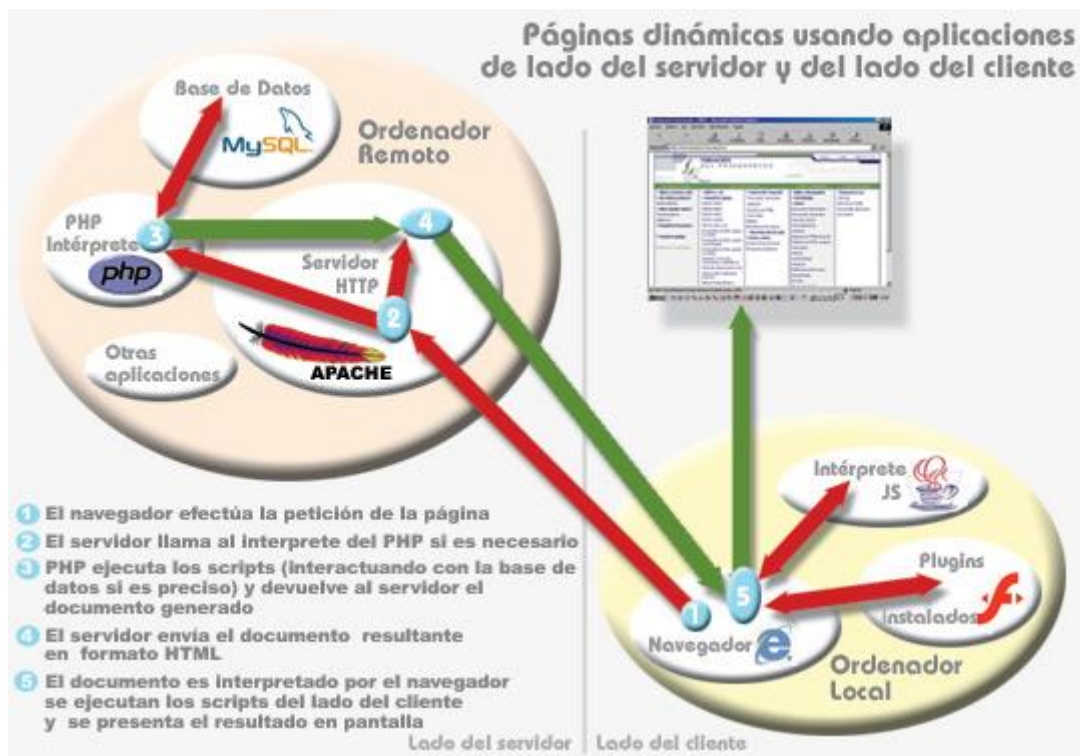 Páginas dinámicas usando aplicaciones
de lado del servidor y del lado del cliente
Base de Datos
MySQL
Ordenador
Remoto
PHP
Intérprete
3
php
4
Servidor
HTTP
2
APACHE
Otras
aplicaciones
Intérprete
JS
Plugins
instalados
1
5
Navegador
Ordenador
Local
1 El navegador efectúa la petición de la página
2 El servidor llama al interprete del PHP si es necesario
3 PHP ejecuta los scripts (interactuando con la base de
datos si es preciso) y devuelve al servidor el
documento generado
4 El servidor envía el documento resultante
en formato HTML
5 El documento es interpretado por el navegador
se ejecutan los scripts del lado del cliente
y se presenta el resultado en pantalla
Lado del servidor
Lado del cliente